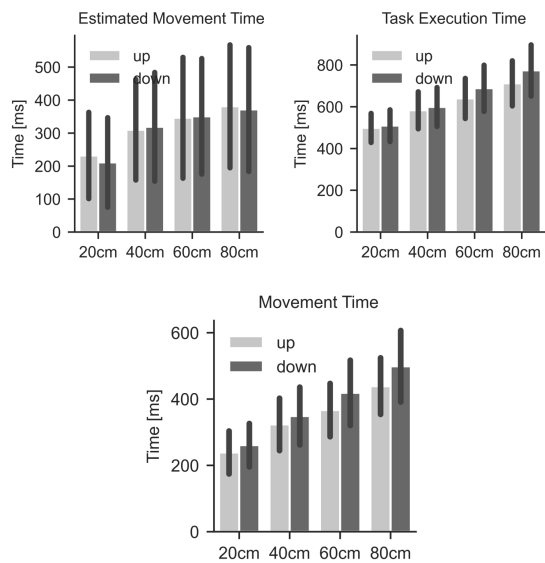 Estimated Movement Time
Time [ms]
500
400
300
200
100
0
up
down
20cm 40cm 60cm 80cm
Task Execution Time
Time [ms]
800
600
400
200
0
up
down
20cm 40cm 60cm 80cm
Movement Time
Time [ms]
600
400
200
0
up
down
20cm 40cm 60cm 80cm